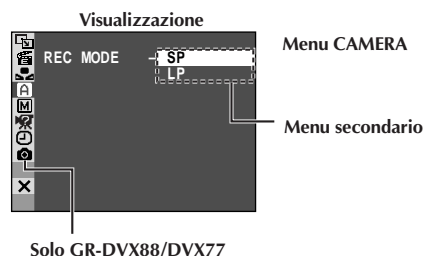 Visualizzazione
Menu CAMERA
REC MODE – SP
LP
A
M
Menu secondario
Solo GR-DVX88/DVX77